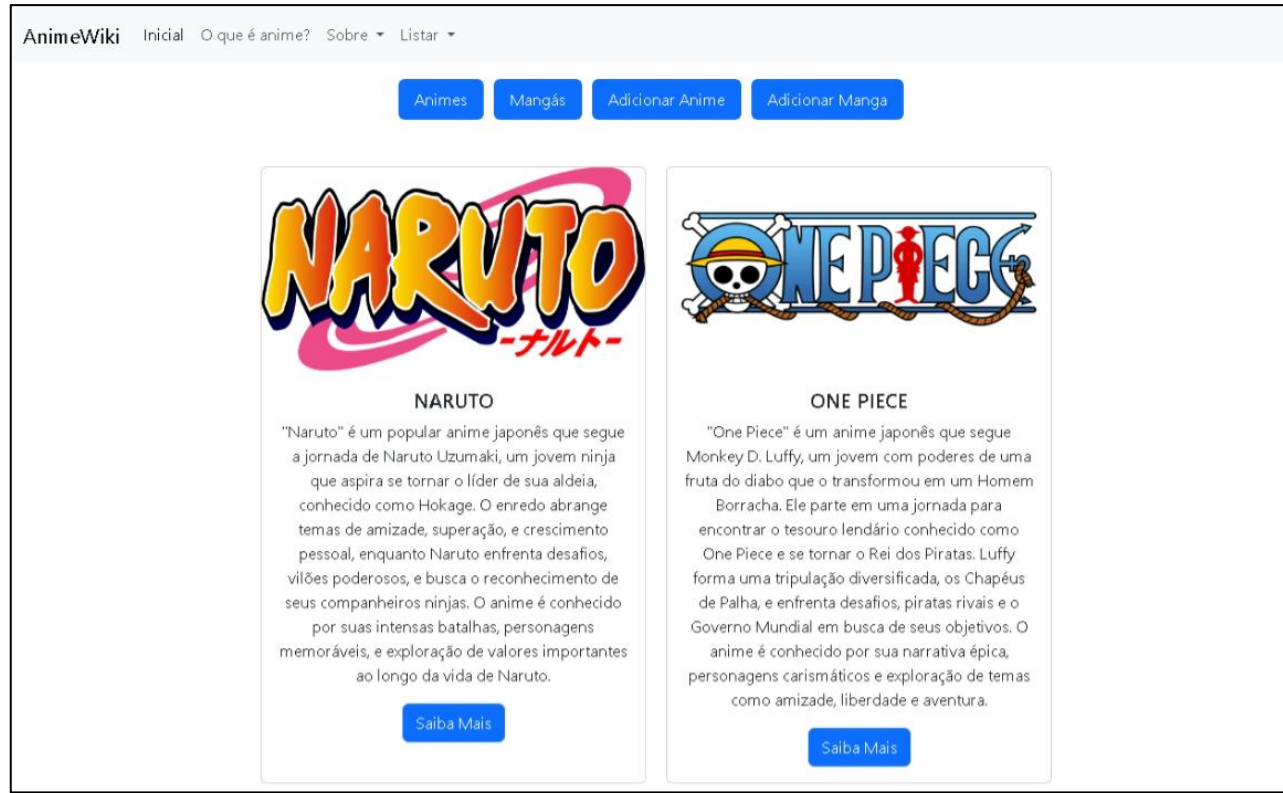 AnimeWiki Inicial O que é anime? Sobre Listar
Animes Mangás Adicionar Anime Adicionar Manga
NARUTO
-ナルト-
NARUTO
"Naruto" é um popular anime japonês que segue
a jornada de Naruto Uzumaki, um jovem ninja
que aspira se tornar o líder de sua aldeia,
conhecido como Hokage. O enredo abrange
temas de amizade, superação, e crescimento
pessoal, enquanto Naruto enfrenta desafios,
vilões poderosos, e busca o reconhecimento de
seus companheiros ninjas. O anime é conhecido
por suas intensas batalhas, personagens
memoráveis, e exploração de valores importantes
ao longo da vida de Naruto.
Saiba Mais
ONE PIECE
ONE PIECE
"One Piece" é um anime japonês que segue
Monkey D. Luffy, um jovem com poderes de uma
fruta do diabo que o transformou em um Homem
Borracha. Ele parte em uma jornada para
encontrar o tesouro lendário conhecido como
One Piece e se tornar o Rei dos Piratas. Luffy
forma uma tripulação diversificada, os Chapéus
de Palha, e enfrenta desafios, piratas rivais e o
Governo Mundial em busca de seus objetivos. O
anime é conhecido por sua narrativa épica,
personagens carismáticos e exploração de temas
como amizade, liberdade e aventura.
Saiba Mais